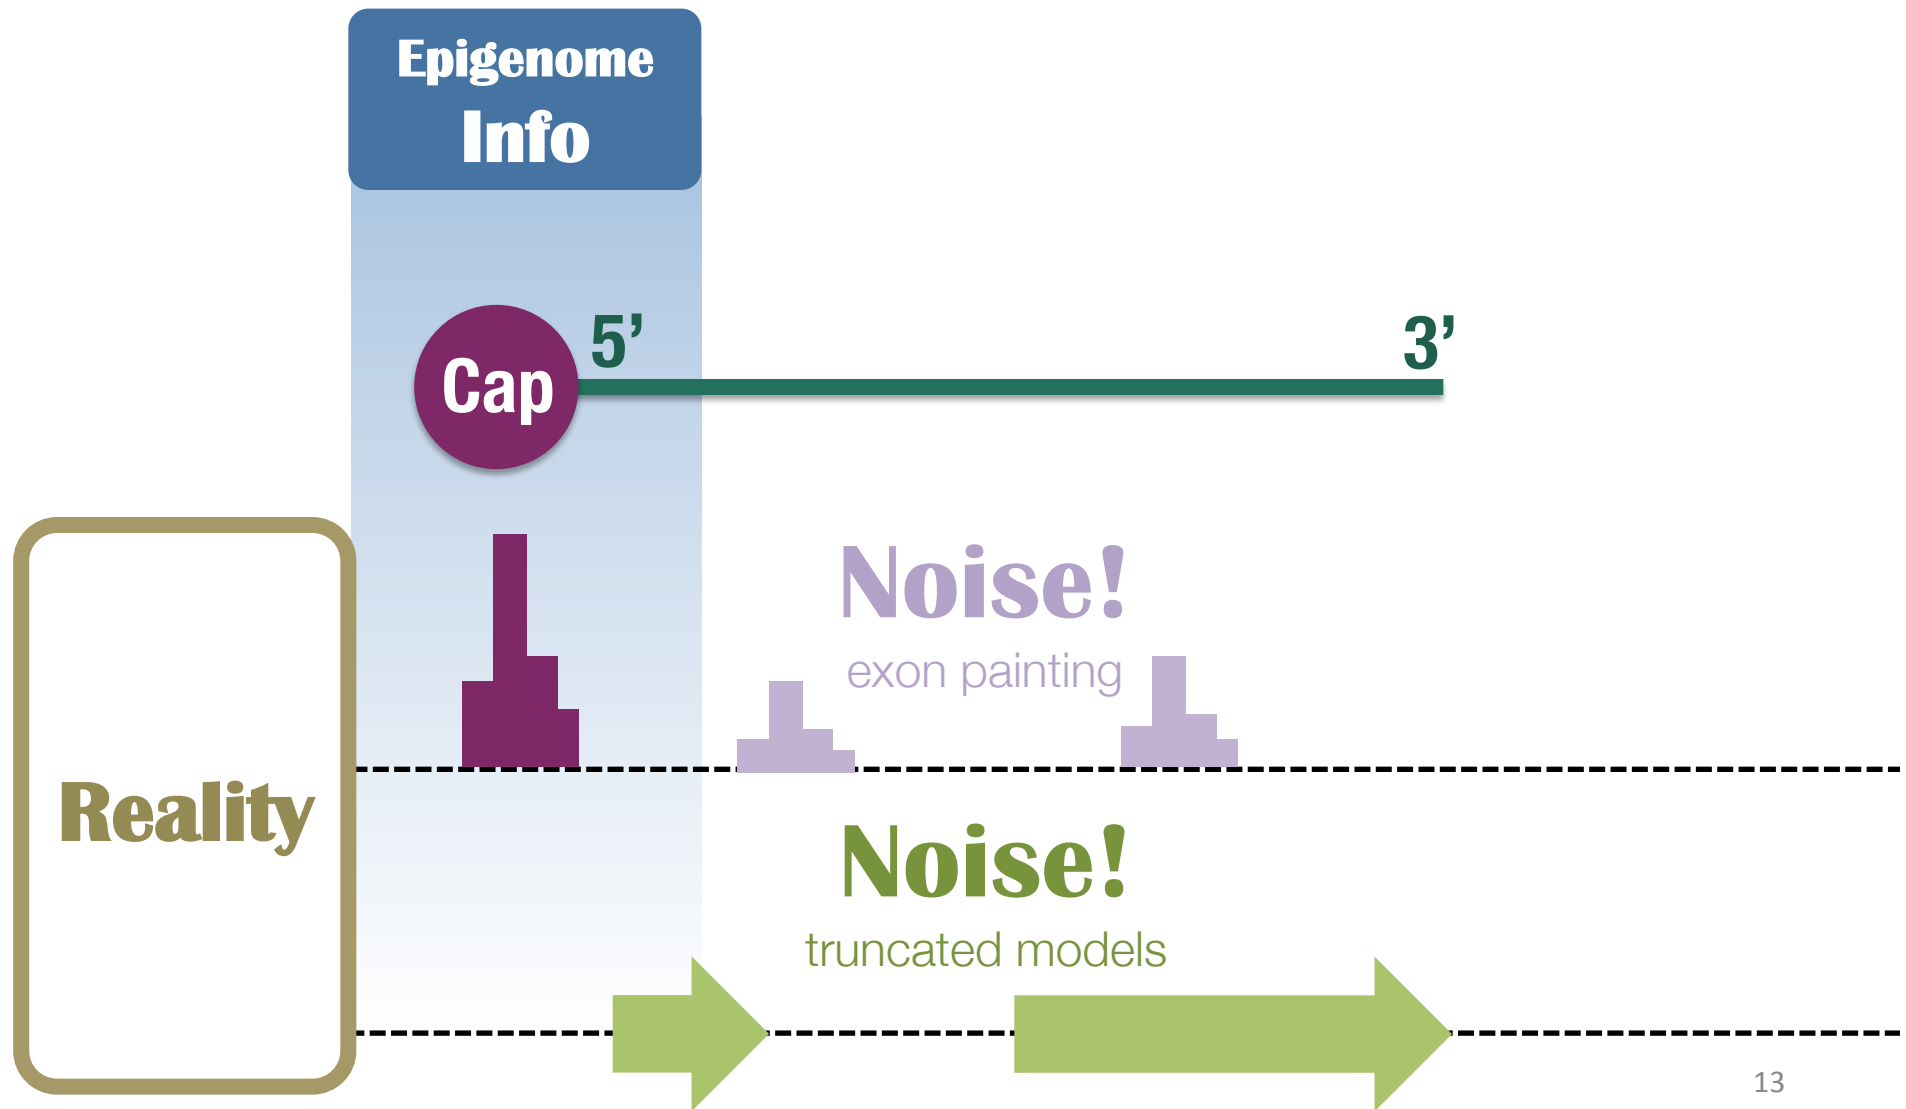 Epigenome
Info
5’
3’
Cap
Noise!
exon painting
Reality
Noise!
truncated models
13